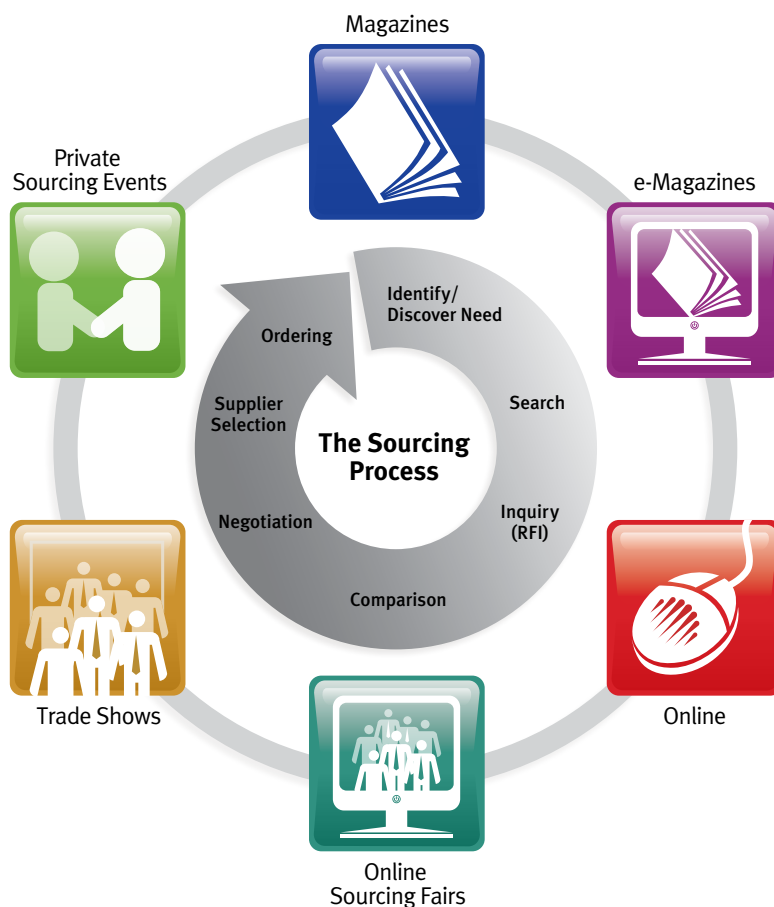 Magazines
Private
Sourcing Events
e-Magazines
Identify/
Discover Need
Ordering
Search
Supplier
Selection
The Sourcing
Process
Inquiry
(RFI)
Negotiation
Comparison
Trade Shows
Online
Online
Sourcing Fairs